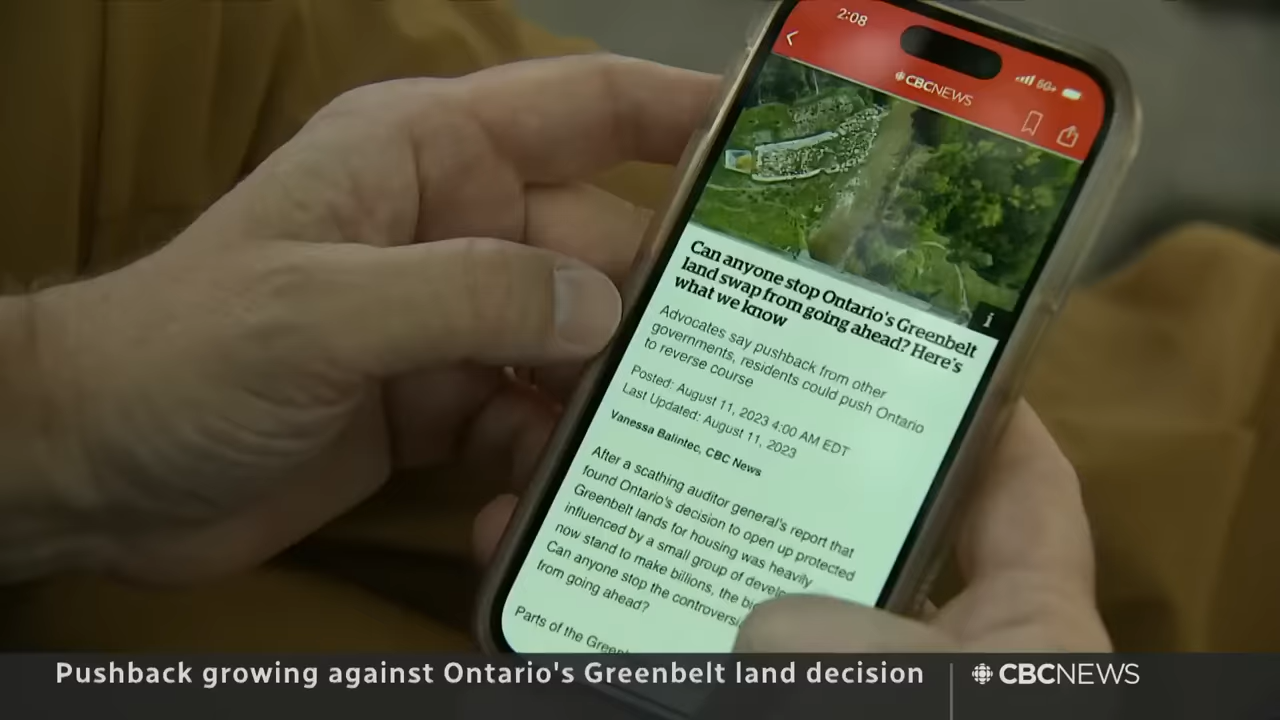 2:08
5G+
CBCNEWS
i
Can anyone stop Ontario's Greenbelt
land swap from going ahead? Here's
what we know
Advocates say pushback from other
governments, residents could push Ontario
to reverse course
Posted: August 11, 2023 4:00 AM EDT
Last Updated: August 11, 2023
Vanessa Balintec, CBC News
After a scathing auditor general's report that
found Ontario's decision to open up protected
Greenbelt lands for housing was heavily
influenced by a small group of develo
now stand to make billions, the bi
Can anyone stop the controversi
from going ahead?
Parts of the Green
Pushback growing against Ontario's Greenbelt land decision
CBCNEWS